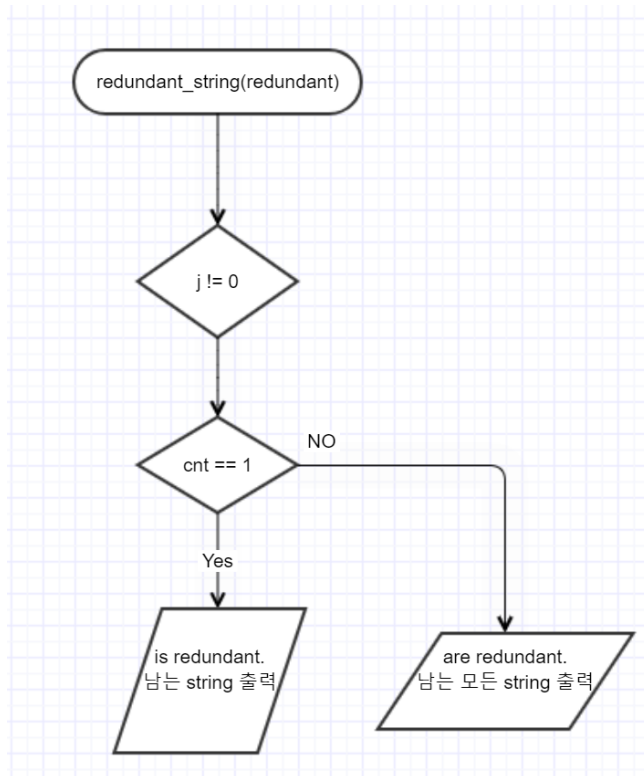 redundant_string(redundant)
j != 0
cnt == 1
NO
Yes
is redundant.
남는 string 출력
are redundant.
남는 모든 string 출력